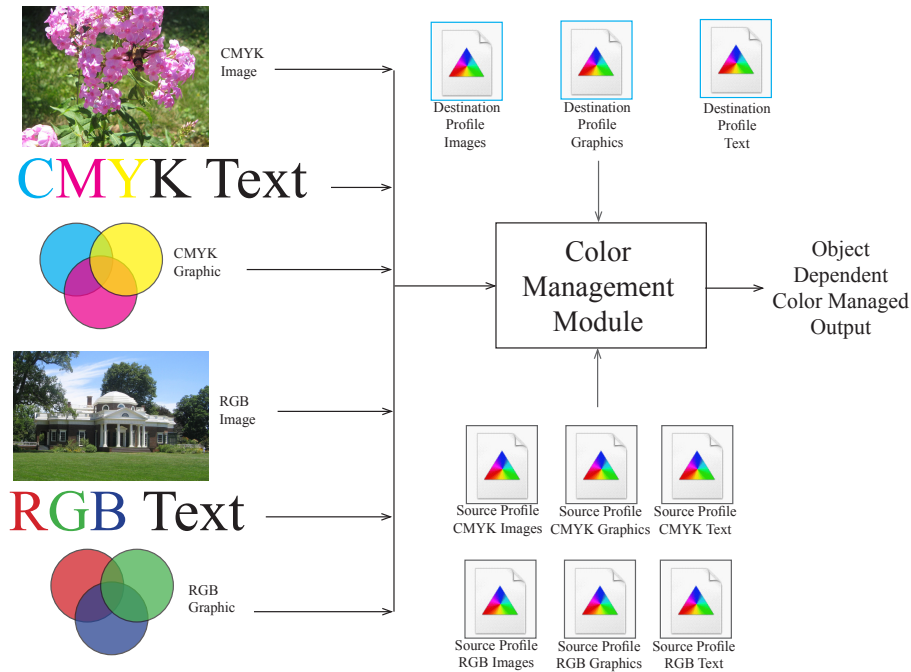 CMYK
Image
CMYK Text
CMYK
Graphic
RGB
Image
RGB Text
RGB
Graphic
Destination
Profile
Images
Destination
Profile
Graphics
Destination
Profile
Text
Color
Management
Module
Object
Dependent
Color Managed
Output
Source Profile
CMYK Images
Source Profile
CMYK Graphics
Source Profile
CMYK Text
Source Profile
RGB Images
Source Profile
RGB Graphics
Source Profile
RGB Text